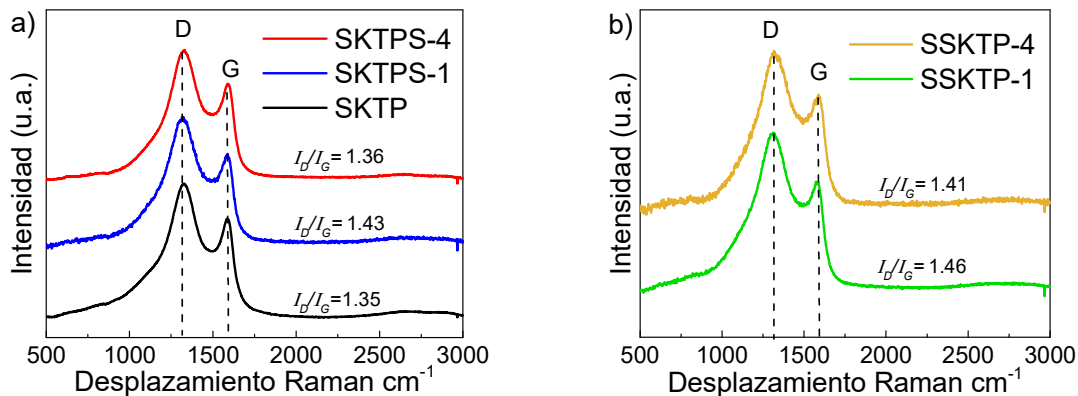 a)
D
G
SKTPS-4
SKTPS-1
SKTP
I_D/I_G = 1.36
I_D/I_G = 1.43
I_D/I_G = 1.35
Intensidad (u.a.)
500 1000 1500 2000 2500 3000
Desplazamiento Raman cm⁻¹
b)
D
G
SSKTP-4
SSKTP-1
I_D/I_G = 1.41
I_D/I_G = 1.46
Intensidad (u.a.)
500 1000 1500 2000 2500 3000
Desplazamiento Raman cm⁻¹